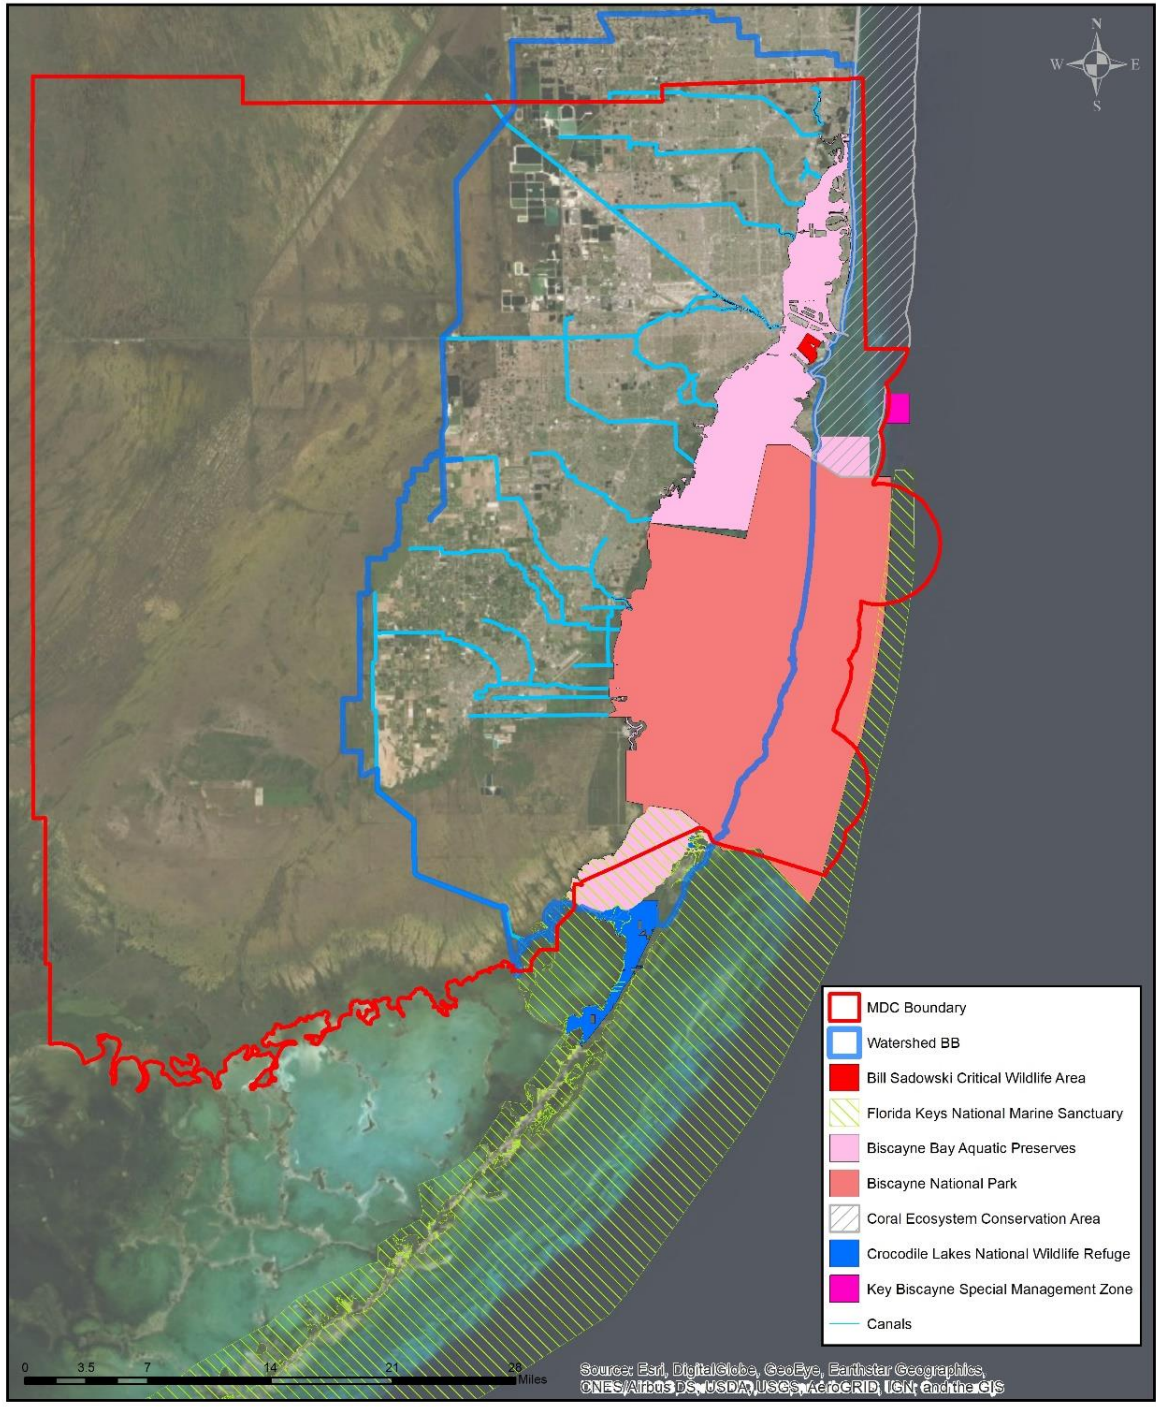 N
W E
S
MDC Boundary
Watershed BB
Bill Sadowski Critical Wildlife Area
Florida Keys National Marine Sanctuary
Biscayne Bay Aquatic Preserves
Biscayne National Park
Coral Ecosystem Conservation Area
Crocodile Lakes National Wildlife Refuge
Key Biscayne Special Management Zone
Canals
0 3.5 7 14 21 28
Miles
Source: Esri, DigitalGlobe, GeoEye, Earthstar Geographics,
CNES/Airbus DS, USDA, USGS, AeroGRID, IGN, and the GIS